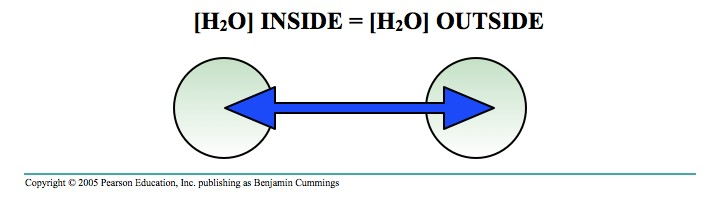 [H₂O] INSIDE = [H₂O] OUTSIDE
Copyright © 2005 Pearson Education, Inc. publishing as Benjamin Cummings